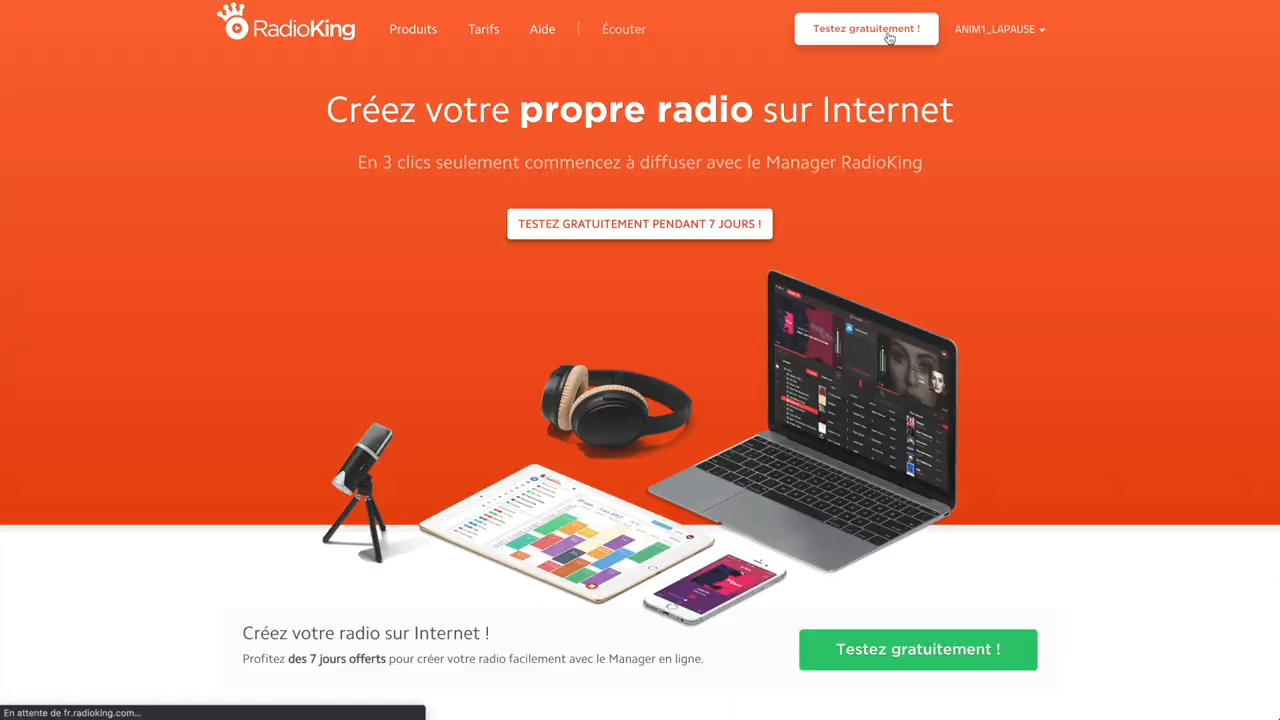 RadioKing
Produits
Tarifs
Aide
Écouter
Testez gratuitement !
ANIM1_LAPAUSE
Créez votre propre radio sur Internet
En 3 clics seulement commencez à diffuser avec le Manager RadioKing
TESTEZ GRATUITEMENT PENDANT 7 JOURS !
Créez votre radio sur Internet !
Profitez des 7 jours offerts pour créer votre radio facilement avec le Manager en ligne.
Testez gratuitement !
En attente de fr.radioking.com...